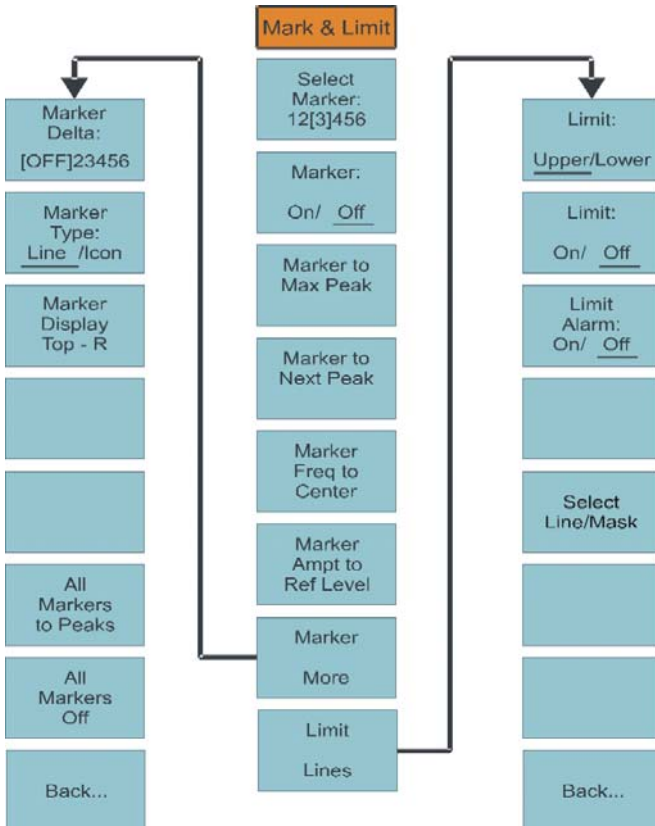 Mark & Limit
Select
Marker:
12[3]456
Marker:
On/ Off
Marker to
Max Peak
Marker to
Next Peak
Marker
Freq to
Center
Marker
Ampt to
Ref Level
Marker
More
Limit
Lines
Marker
Delta:
[OFF]23456
Marker
Type:
Line /Icon
Marker
Display
Top - R
All
Markers
to Peaks
All
Markers
Off
Back...
Limit:
Upper/Lower
Limit:
On/ Off
Limit
Alarm:
On/ Off
Select
Line/Mask
Back...